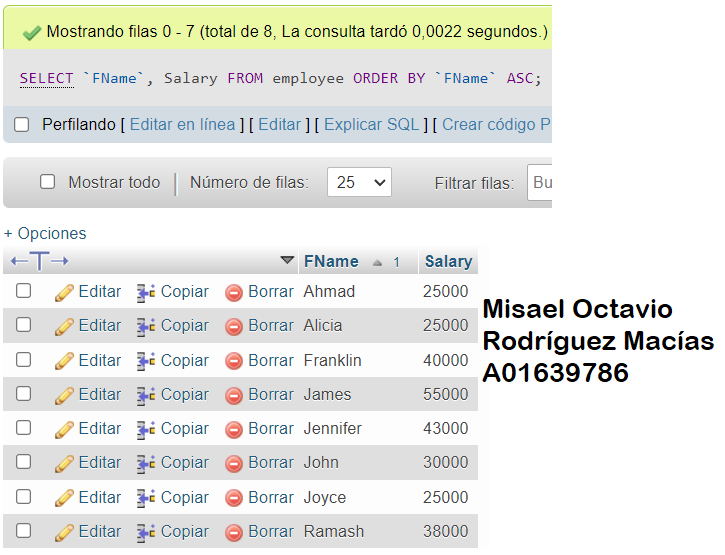 Mostrando filas 0 - 7 (total de 8, La consulta tardó 0,0022 segundos.)
SELECT `FName`, Salary FROM employee ORDER BY `FName` ASC;
Perfilando [ Editar en línea ] [ Editar ] [ Explicar SQL ] [ Crear código P
Mostrar todo Número de filas: 25 Filtrar filas: Bu
+ Opciones
FName 1 Salary
Editar Copiar Borrar Ahmad 25000
Editar Copiar Borrar Alicia 25000
Editar Copiar Borrar Franklin 40000
Editar Copiar Borrar James 55000
Editar Copiar Borrar Jennifer 43000
Editar Copiar Borrar John 30000
Editar Copiar Borrar Joyce 25000
Editar Copiar Borrar Ramash 38000
Misael Octavio
Rodríguez Macías
A01639786